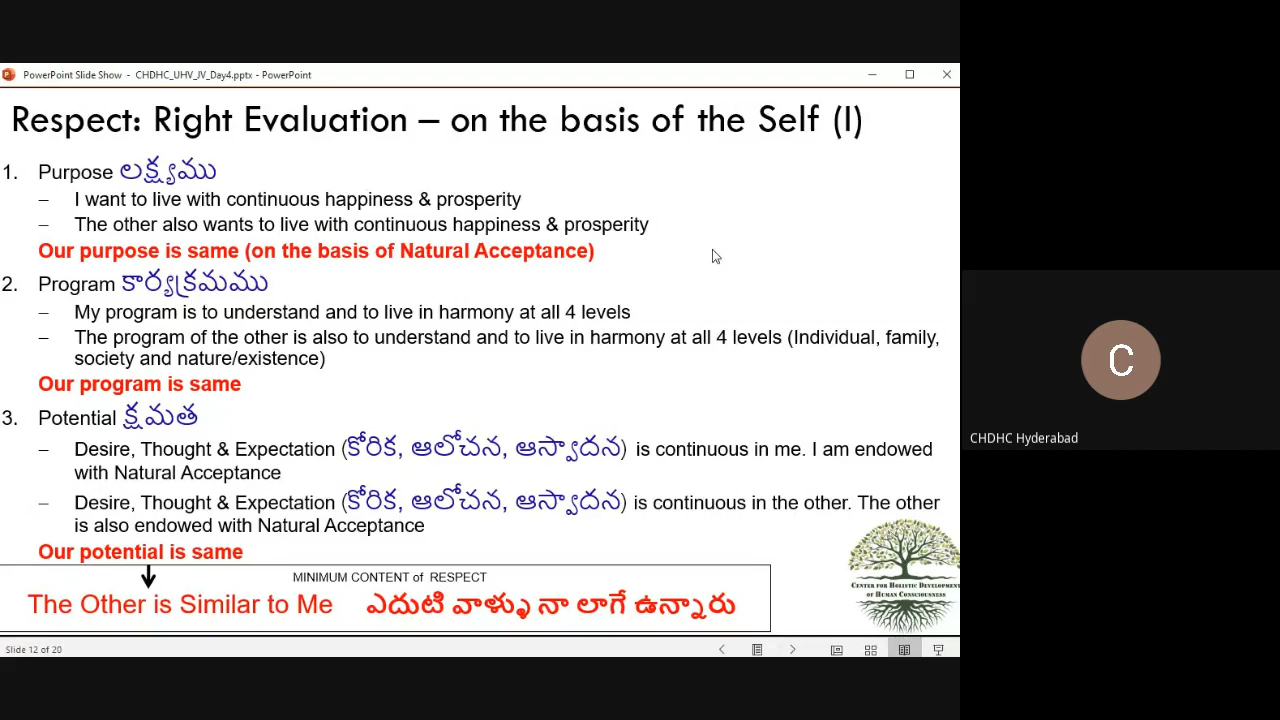 PowerPoint Slide Show - CHDHC_UHV_JV_Day4.pptx - PowerPoint
Respect: Right Evaluation – on the basis of the Self (I)
1. Purpose లక్ష్యము
– I want to live with continuous happiness & prosperity
– The other also wants to live with continuous happiness & prosperity
Our purpose is same (on the basis of Natural Acceptance)
2. Program కార్యక్రమము
– My program is to understand and to live in harmony at all 4 levels
– The program of the other is also to understand and to live in harmony at all 4 levels (Individual, family,
society and nature/existence)
Our program is same
3. Potential క్షమత
– Desire, Thought & Expectation (కోరిక, ఆలోచన, ఆస్వాదన) is continuous in me. I am endowed
with Natural Acceptance
– Desire, Thought & Expectation (కోరిక, ఆలోచన, ఆస్వాదన) is continuous in the other. The other
is also endowed with Natural Acceptance
Our potential is same
MINIMUM CONTENT of RESPECT
The Other is Similar to Me ఎదుటి వాళ్ళు నా లాగే ఉన్నారు
CENTER FOR HOLISTIC DEVELOPMENT
OF HUMAN CONSCIOUSNESS
Slide 12 of 20
C
CHDHC Hyderabad